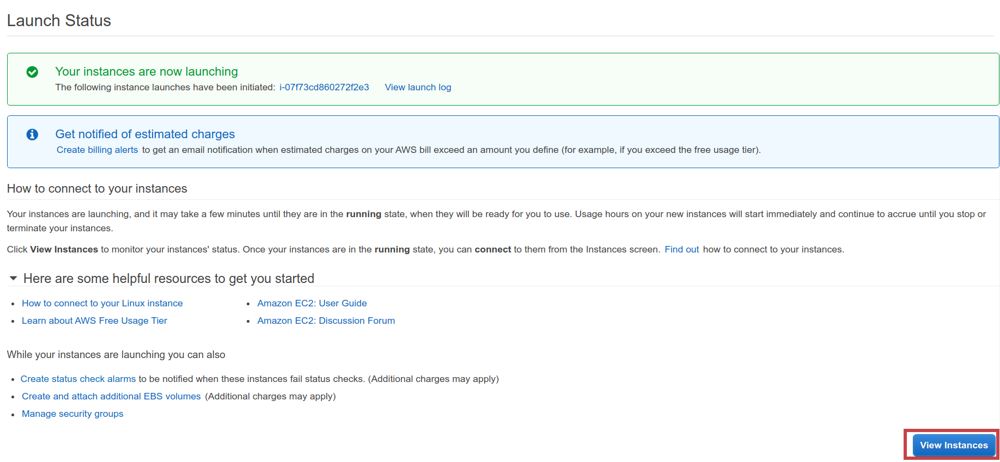 Launch Status
Your instances are now launching
The following instance launches have been initiated: i-07f73cd860272f2e3 View launch log
Get notified of estimated charges
Create billing alerts to get an email notification when estimated charges on your AWS bill exceed an amount you define (for example, if you exceed the free usage tier).
How to connect to your instances
Your instances are launching, and it may take a few minutes until they are in the running state, when they will be ready for you to use. Usage hours on your new instances will start immediately and continue to accrue until you stop or
terminate your instances.
Click View Instances to monitor your instances' status. Once your instances are in the running state, you can connect to them from the Instances screen. Find out how to connect to your instances.
Here are some helpful resources to get you started
• How to connect to your Linux instance
• Learn about AWS Free Usage Tier
• Amazon EC2: User Guide
• Amazon EC2: Discussion Forum
While your instances are launching you can also
• Create status check alarms to be notified when these instances fail status checks. (Additional charges may apply)
• Create and attach additional EBS volumes (Additional charges may apply)
• Manage security groups
View Instances